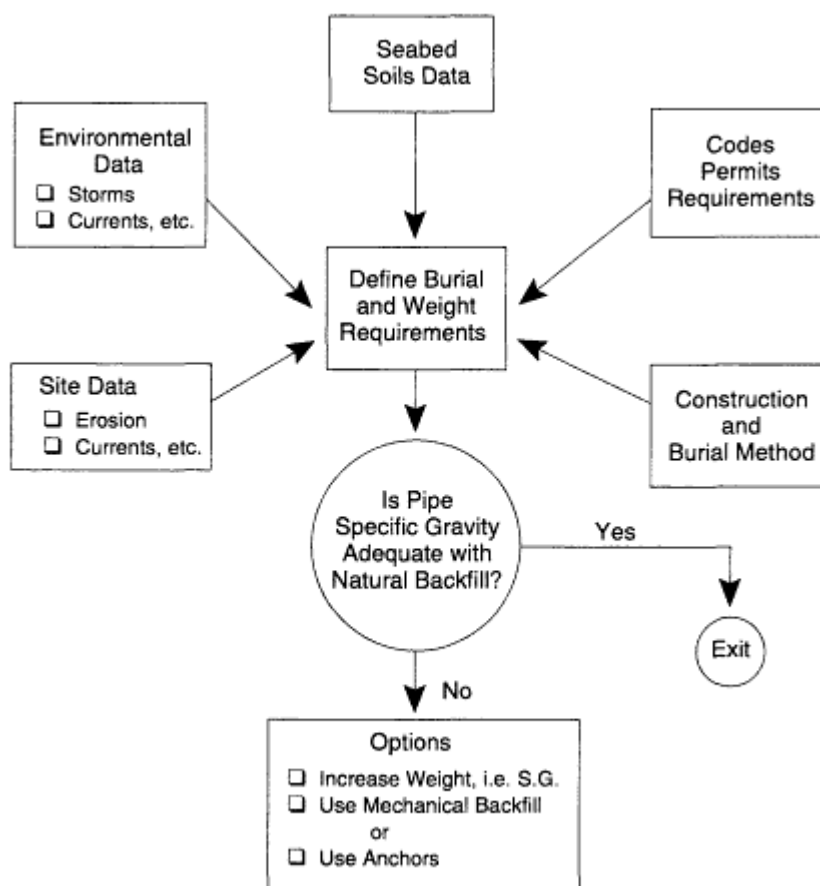 Seabed
Soils Data
Environmental
Data
❑ Storms
❑ Currents, etc.
Codes
Permits
Requirements
Define Burial
and Weight
Requirements
Site Data
❑ Erosion
❑ Currents, etc.
Construction
and
Burial Method
Is Pipe
Specific Gravity
Adequate with
Natural Backfill?
Yes
Exit
No
Options
❑ Increase Weight, i.e. S.G.
❑ Use Mechanical Backfill
or
❑ Use Anchors